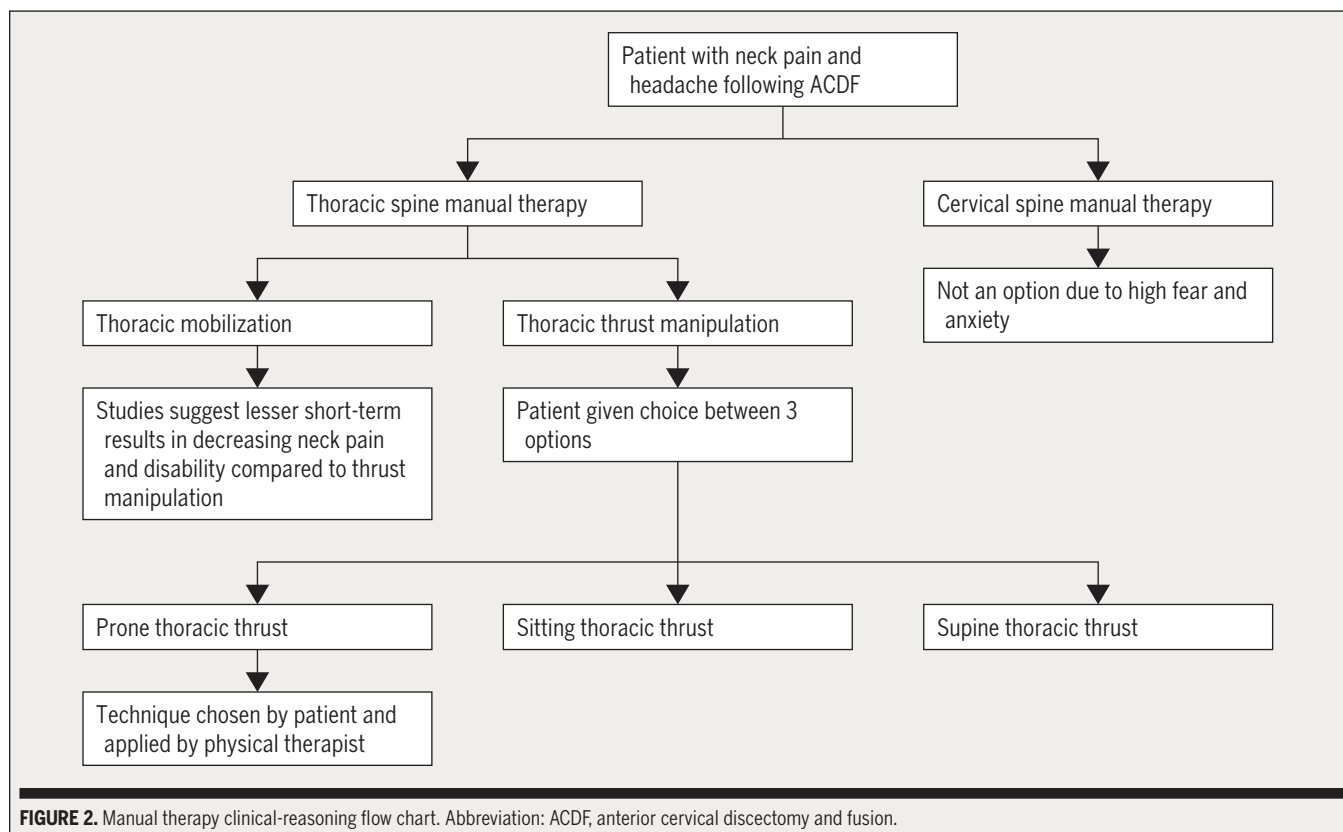 Patient with neck pain and
headache following ACDF
Thoracic spine manual therapy
Cervical spine manual therapy
Thoracic mobilization
Thoracic thrust manipulation
Not an option due to high fear and
anxiety
Studies suggest lesser short-term
results in decreasing neck pain
and disability compared to thrust
manipulation
Patient given choice between 3
options
Prone thoracic thrust
Sitting thoracic thrust
Supine thoracic thrust
Technique chosen by patient and
applied by physical therapist
FIGURE 2. Manual therapy clinical-reasoning flow chart. Abbreviation: ACDF, anterior cervical discectomy and fusion.